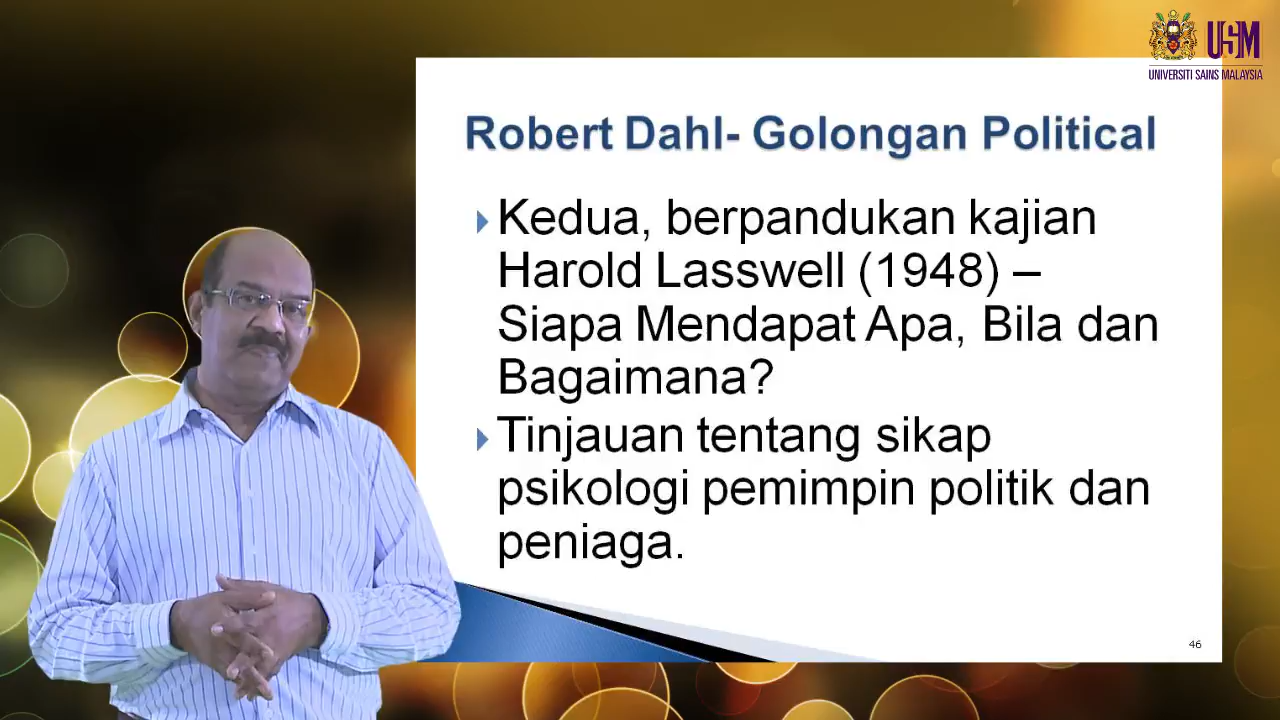 USM
UNIVERSITI SAINS MALAYSIA
Robert Dahl- Golongan Political
Kedua, berpandukan kajian
Harold Lasswell (1948) –
Siapa Mendapat Apa, Bila dan
Bagaimana?
Tinjauan tentang sikap
psikologi pemimpin politik dan
peniaga.
46